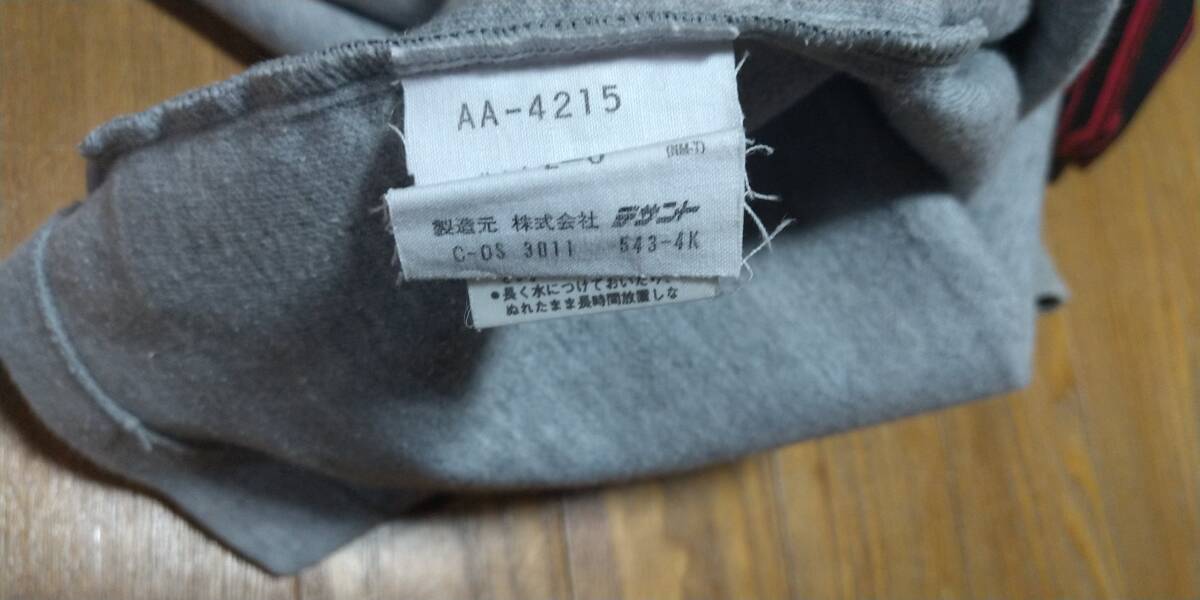 AA-4215
(NM-T)
製造元 株式会社 デサント
C-OS 3011 543-4K
●長く水につけておいたり、
ぬれたまま長時間放置しな